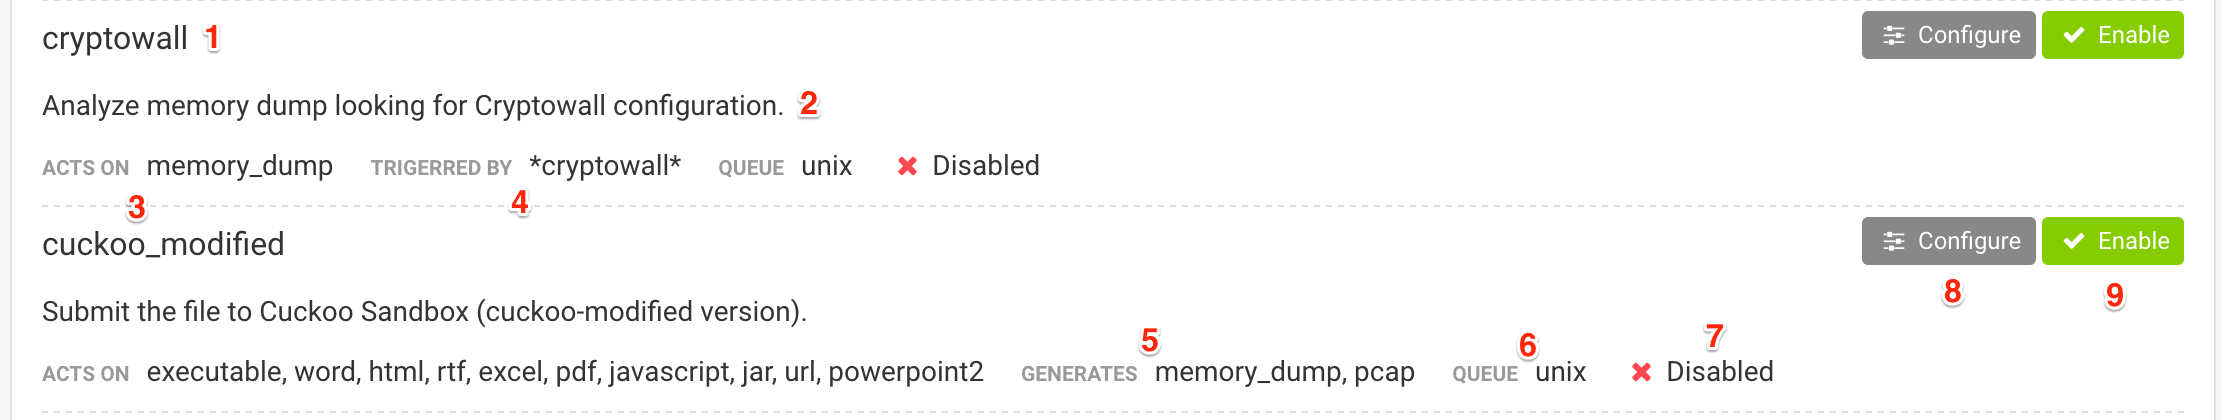 cryptowall 1 Configure Enable
Analyze memory dump looking for Cryptowall configuration. 2
ACTS ON memory_dump TRIGERRED BY *cryptowall* QUEUE unix Disabled
3 4
cuckoo_modified Configure Enable
8 9
Submit the file to Cuckoo Sandbox (cuckoo-modified version).
5 6 7
ACTS ON executable, word, html, rtf, excel, pdf, javascript, jar, url, powerpoint2 GENERATES memory_dump, pcap QUEUE unix Disabled